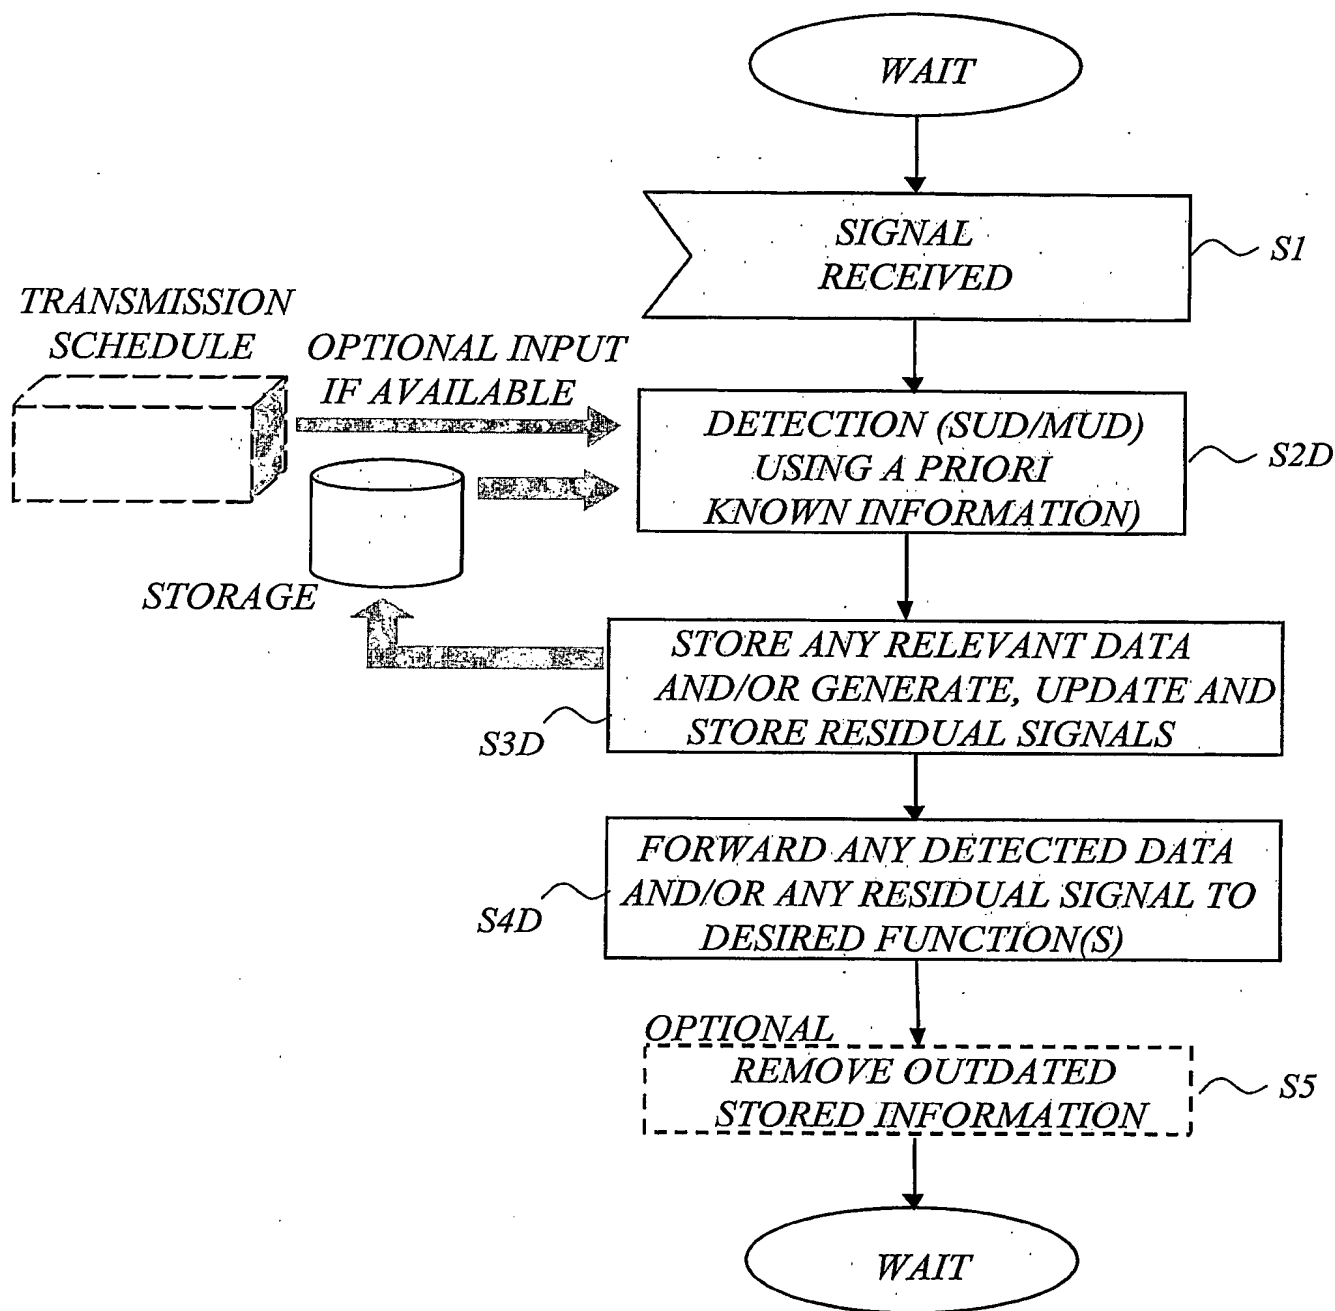 WAIT
SIGNAL
RECEIVED
S1
TRANSMISSION
SCHEDULE
OPTIONAL INPUT
IF AVAILABLE
DETECTION (SUD/MUD)
USING A PRIORI
KNOWN INFORMATION)
S2D
STORAGE
STORE ANY RELEVANT DATA
AND/OR GENERATE, UPDATE AND
STORE RESIDUAL SIGNALS
S3D
FORWARD ANY DETECTED DATA
AND/OR ANY RESIDUAL SIGNAL TO
DESIRED FUNCTION(S)
S4D
OPTIONAL
REMOVE OUTDATED
STORED INFORMATION
S5
WAIT